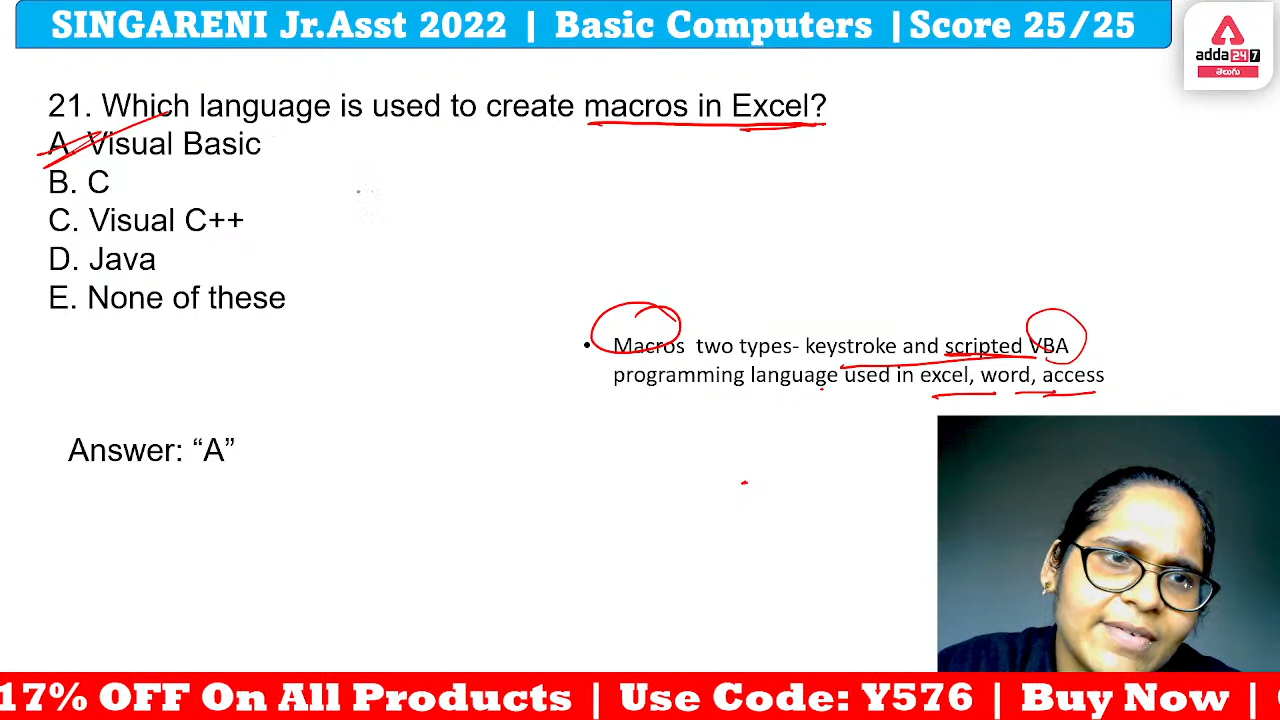 SINGARENI Jr.Asst 2022 | Basic Computers |Score 25/25
adda 24 7
తెలుగు
21. Which language is used to create macros in Excel?
A. Visual Basic
B. C
C. Visual C++
D. Java
E. None of these
• Macros two types- keystroke and scripted VBA
programming language used in excel, word, access
Answer: “A”
17% OFF On All Products | Use Code: Y576 | Buy Now |